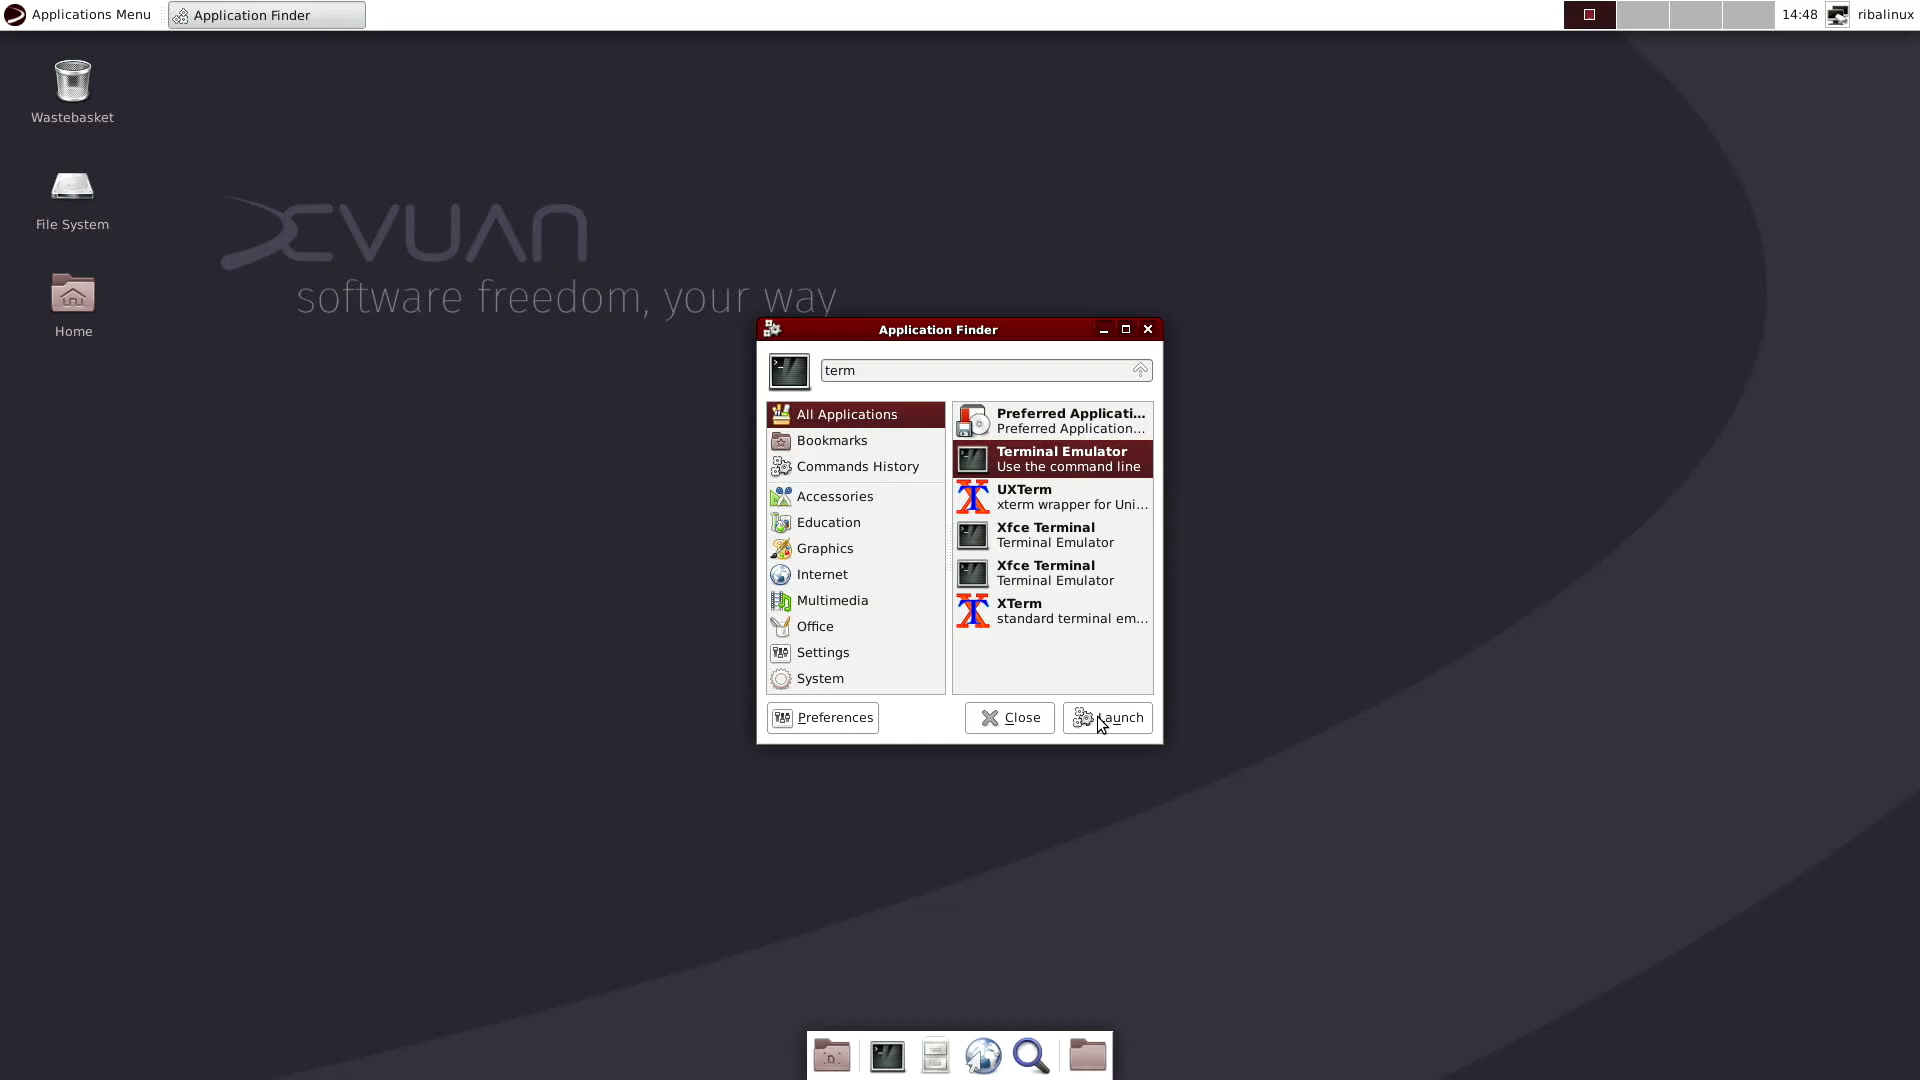 Applications Menu
Application Finder
14:48
ribalinux
Wastebasket
File System
Home
DEVUAN
software freedom, your way
Application Finder
term
All Applications
Bookmarks
Commands History
Accessories
Education
Graphics
Internet
Multimedia
Office
Settings
System
Preferred Applicati...
Preferred Application...
Terminal Emulator
Use the command line
UXTerm
xterm wrapper for Uni...
Xfce Terminal
Terminal Emulator
Xfce Terminal
Terminal Emulator
XTerm
standard terminal em...
Preferences
Close
Launch